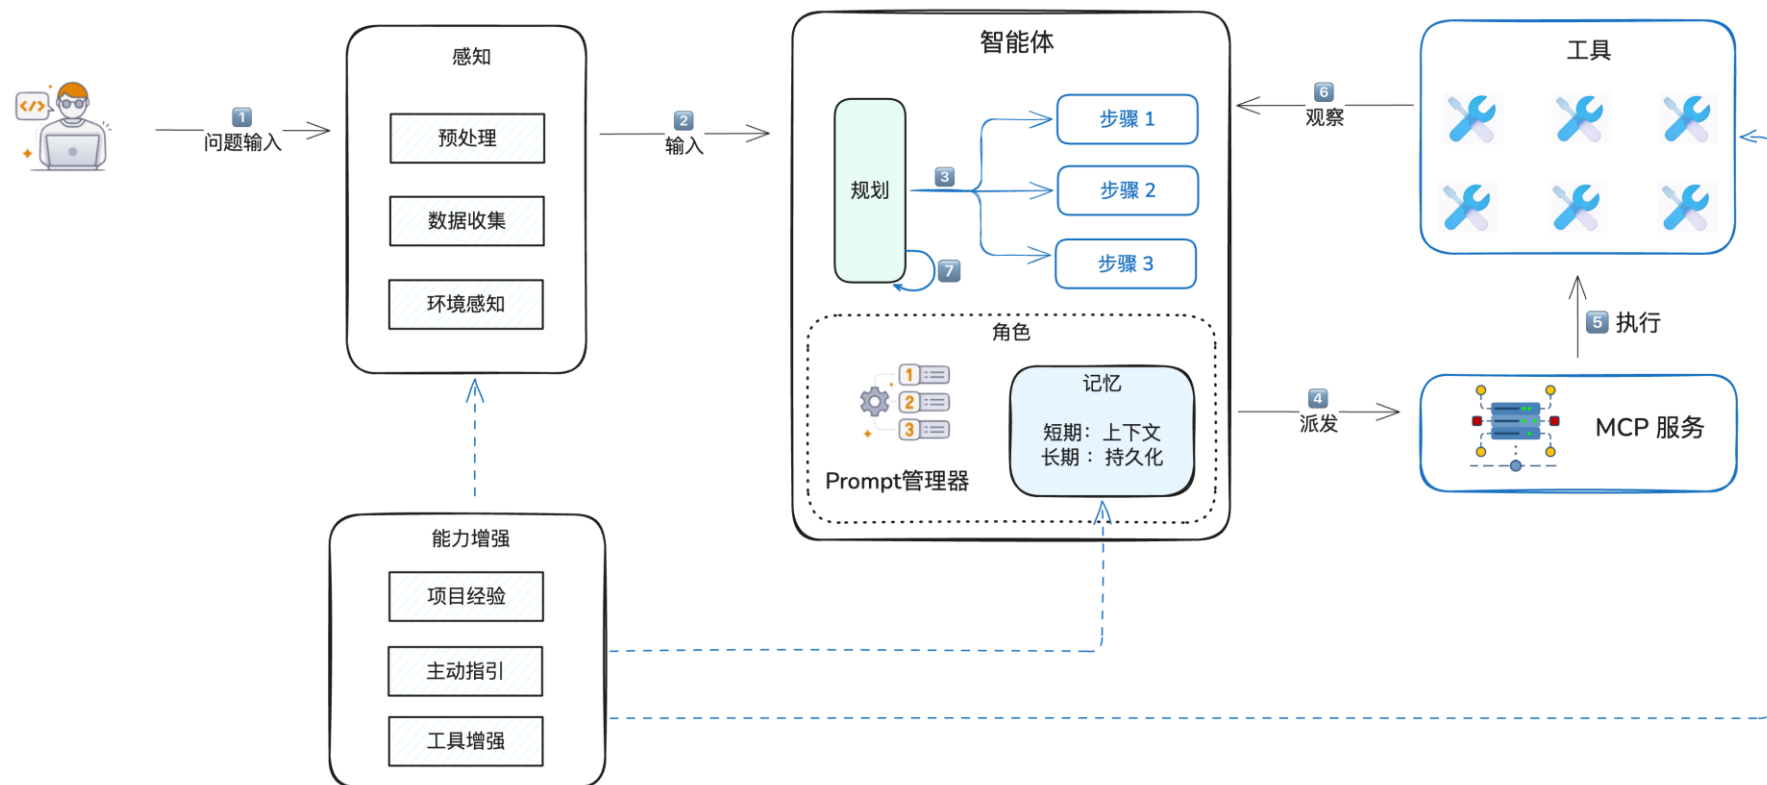 </>
1
问题输入
感知
预处理
数据收集
环境感知
2
输入
智能体
规划
3
步骤 1
步骤 2
步骤 3
7
角色
1
2
3
Prompt管理器
记忆
短期：上下文
长期：持久化
6
观察
工具
5 执行
4
派发
MCP 服务
能力增强
项目经验
主动指引
工具增强